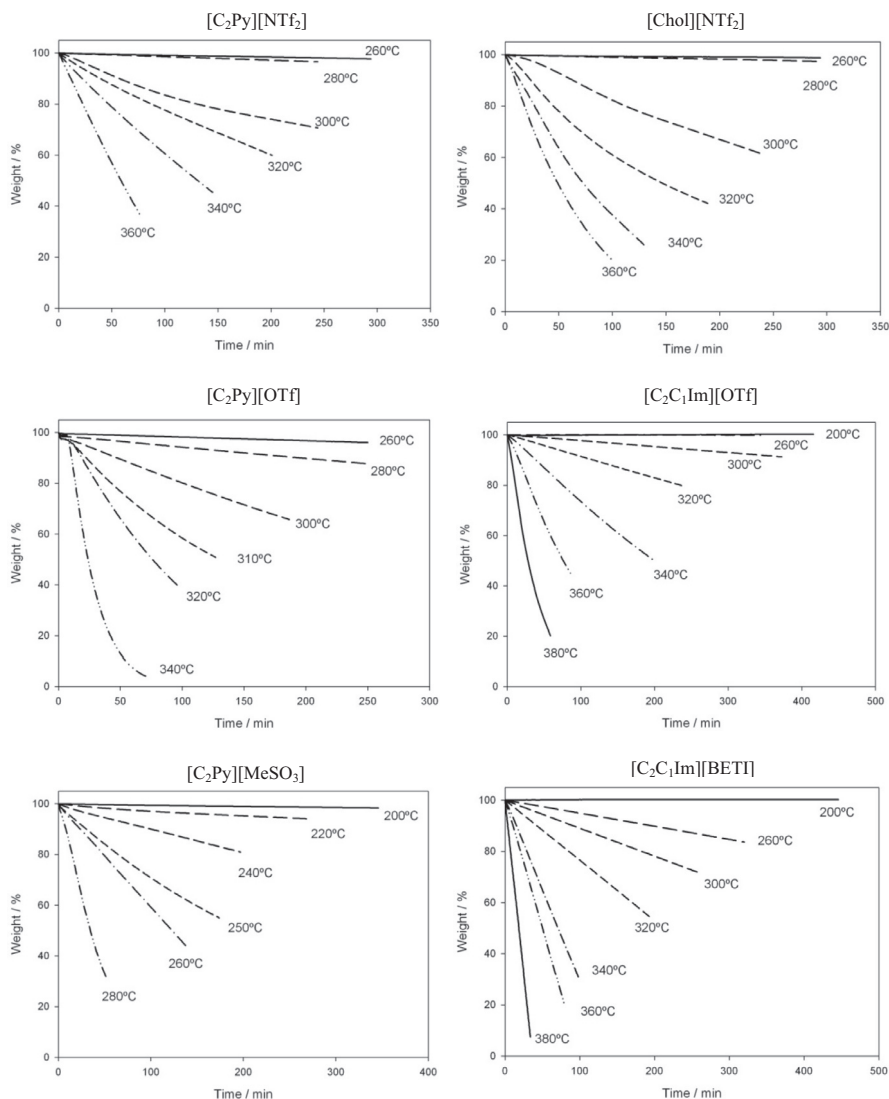 [C2Py][NTf2]
Weight / %
100
80
60
40
20
0
260ºC
280ºC
300ºC
320ºC
340ºC
360ºC
0 50 100 150 200 250 300 350
Time / min
[Chol][NTf2]
Weight / %
100
80
60
40
20
0
260ºC
280ºC
300ºC
320ºC
340ºC
360ºC
0 50 100 150 200 250 300 350
Time / min
[C2Py][OTf]
Weight / %
100
80
60
40
20
0
260ºC
280ºC
300ºC
310ºC
320ºC
340ºC
0 50 100 150 200 250 300
Time / min
[C2C1Im][OTf]
Weight / %
100
80
60
40
20
0
200ºC
260ºC
300ºC
320ºC
340ºC
360ºC
380ºC
0 100 200 300 400 500
Time / min
[C2Py][MeSO3]
Weight / %
100
80
60
40
20
0
200ºC
220ºC
240ºC
250ºC
260ºC
280ºC
0 100 200 300 400
Time / min
[C2C1Im][BETI]
Weight / %
100
80
60
40
20
0
200ºC
260ºC
300ºC
320ºC
340ºC
360ºC
380ºC
0 100 200 300 400 500
Time / min